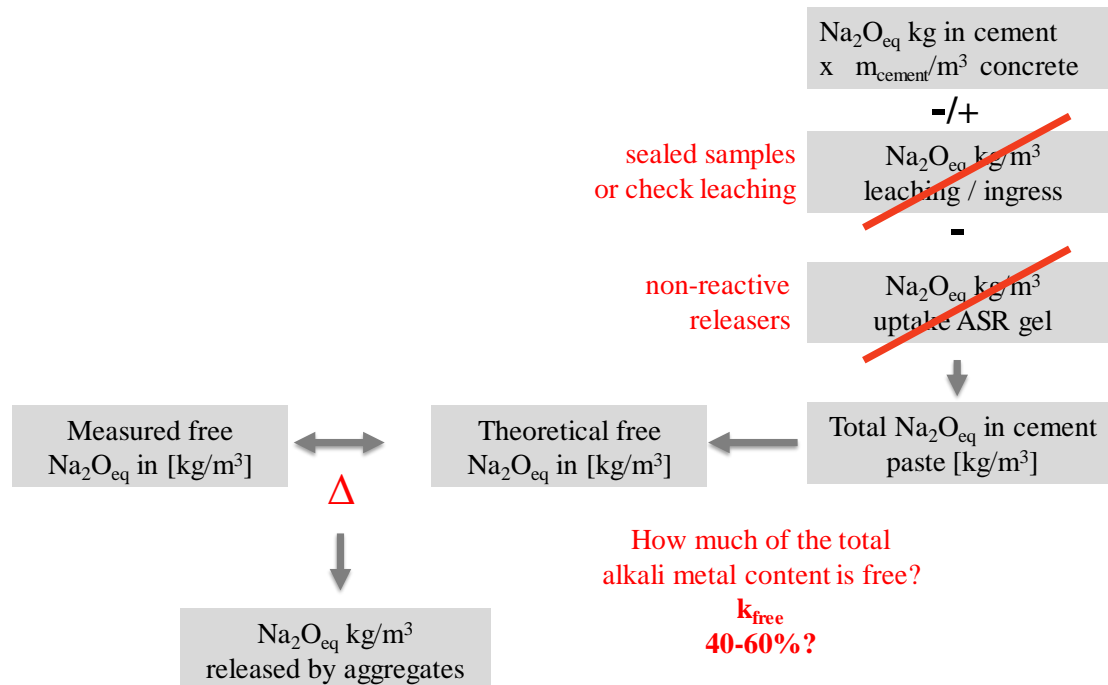 Na₂Oeq kg in cement
x m_cement/m³ concrete
-/+
sealed samples
or check leaching
Na₂Oeq kg/m³
leaching / ingress
-
non-reactive
releasers
Na₂Oeq kg/m³
uptake ASR gel
Measured free
Na₂Oeq in [kg/m³]
Δ
Theoretical free
Na₂Oeq in [kg/m³]
Total Na₂Oeq in cement
paste [kg/m³]
How much of the total
alkali metal content is free?
k_free
40-60%?
Na₂Oeq kg/m³
released by aggregates